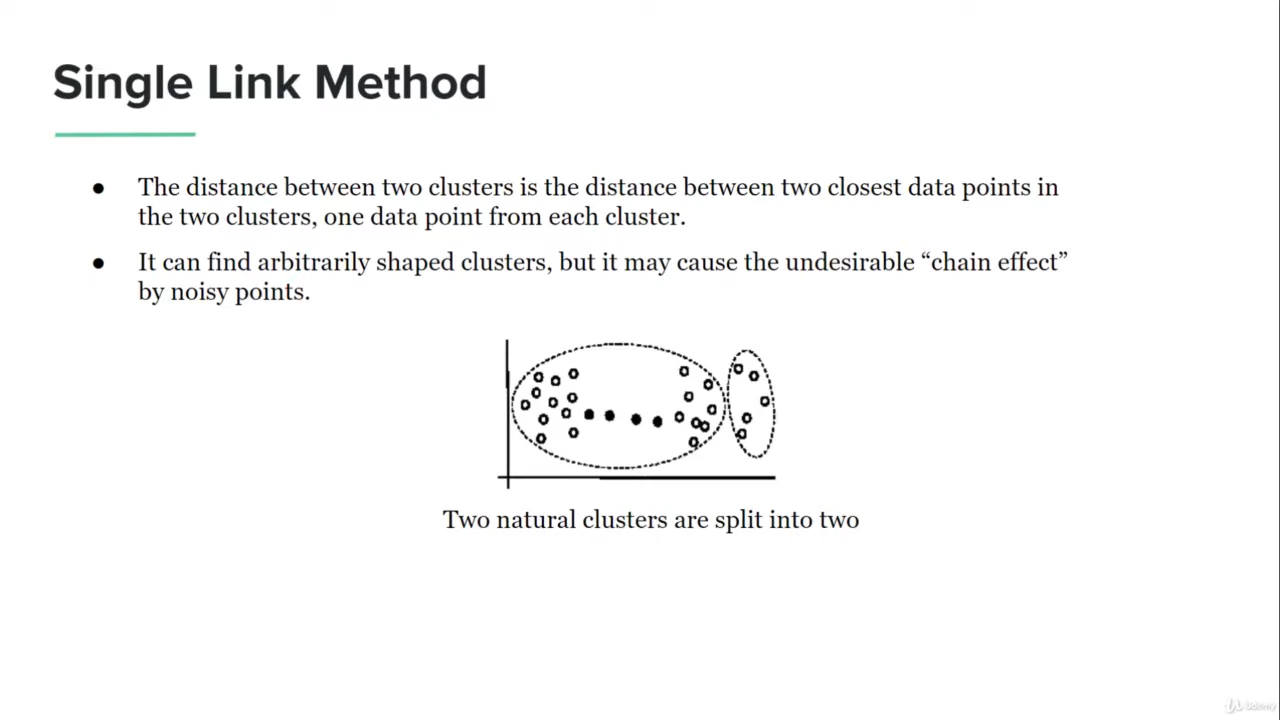 Single Link Method
● The distance between two clusters is the distance between two closest data points in
the two clusters, one data point from each cluster.
● It can find arbitrarily shaped clusters, but it may cause the undesirable “chain effect”
by noisy points.
Two natural clusters are split into two
Udemy